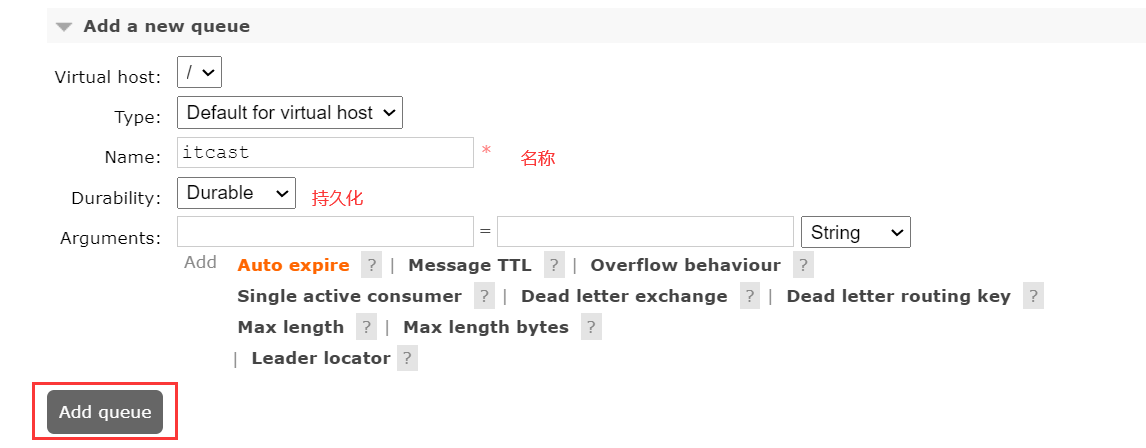 Add a new queue
Virtual host: /
Type: Default for virtual host
Name: itcast * 名称
Durability: Durable 持久化
Arguments: = String
Add Auto expire ? | Message TTL ? | Overflow behaviour ?
Single active consumer ? | Dead letter exchange ? | Dead letter routing key ?
Max length ? | Max length bytes ?
| Leader locator ?
Add queue